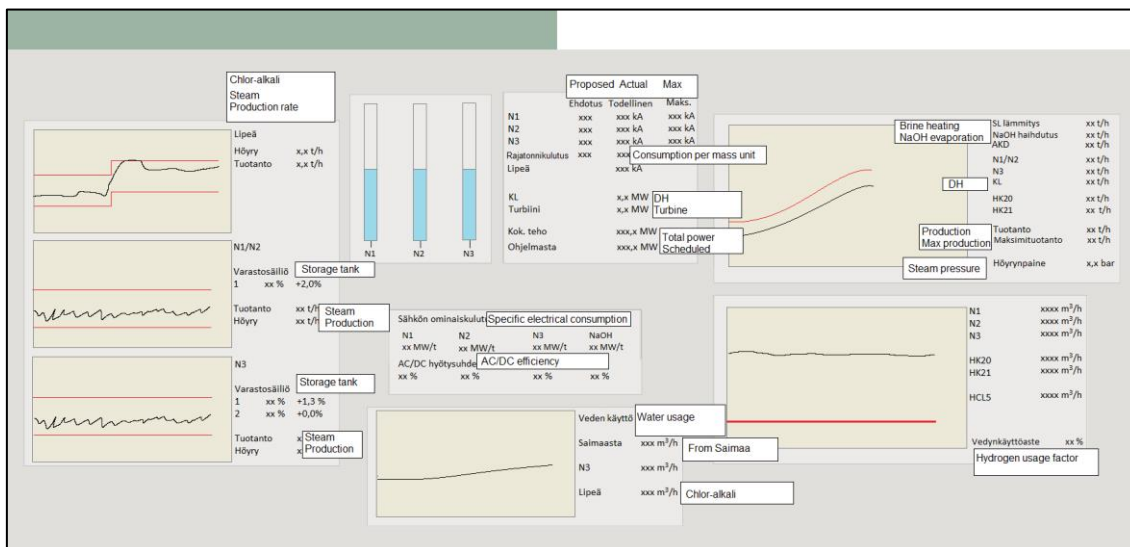 Chlor-alkali
Steam
Production rate
Lipeä
Höyry x,x t/h
Tuotanto x,x t/h
N1/N2
Varastosäiliö Storage tank
1 xx % +2,0%
Tuotanto xx t/h
Höyry xx t/h
Steam
Production
N3
Varastosäiliö Storage tank
1 xx % +1,3 %
2 xx % +0,0%
Tuotanto x
Höyry x
Steam
Production
N1 N2 N3
Proposed Actual Max
Ehdotus Todellinen Maks.
N1 xxx xxx kA xxx kA
N2 xxx xxx kA xxx kA
N3 xxx xxx kA xxx kA
Rajatonnikulutus xxx xxx Consumption per mass unit
Lipeä xxx kA
KL x,x MW DH
Turbiini x,x MW Turbine
Kok. teho xxx,x MW Total power
Ohjelmasta xxx,x MW Scheduled
Sähkön ominaiskulutu Specific electrical consumption
N1 N2 N3 NaOH
xx MW/t xx MW/t xx MW/t xx MW/t
AC/DC hyötysuhde AC/DC efficiency
xx % xx % xx % xx %
Veden käyttö Water usage
Saimaasta xxx m³/h From Saimaa
N3 xxx m³/h
Lipeä xxx m³/h Chlor-alkali
Brine heating
NaOH evaporation
SL lämmitys xx t/h
NaOH haihdutus xx t/h
AKD xx t/h
N1/N2 xx t/h
N3 xx t/h
DH KL xx t/h
HK20 xx t/h
HK21 xx t/h
Production Tuotanto xx t/h
Max production Maksimituotanto xx t/h
Steam pressure Höyrynpaine x,x bar
N1 xxxx m³/h
N2 xxxx m³/h
N3 xxxx m³/h
HK20 xxxx m³/h
HK21 xxxx m³/h
HCL5 xxxx m³/h
Vedynkäyttöaste xx %
Hydrogen usage factor